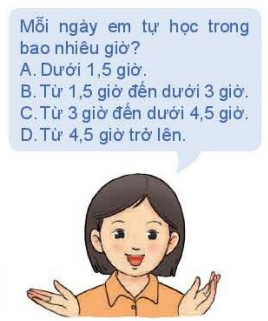 Mỗi ngày em tự học trong
bao nhiêu giờ?
A. Dưới 1,5 giờ.
B. Từ 1,5 giờ đến dưới 3 giờ.
C. Từ 3 giờ đến dưới 4,5 giờ.
D. Từ 4,5 giờ trở lên.